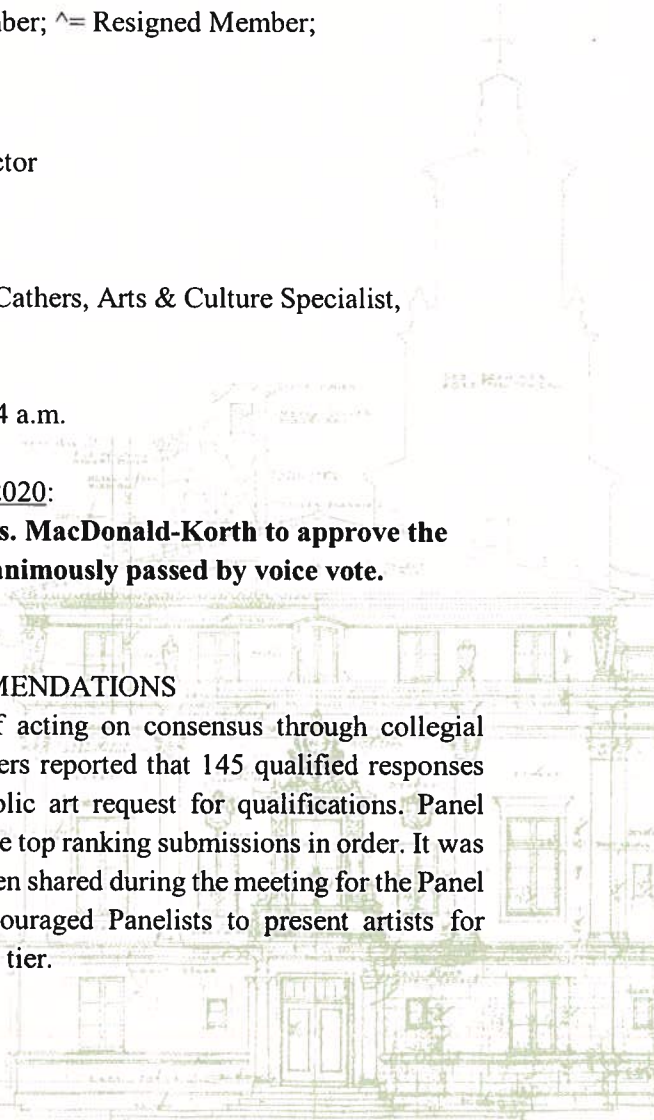 ber; ^= Resigned Member;
ctor
Cathers, Arts & Culture Specialist,
4 a.m.
2020:
s. MacDonald-Korth to approve the
animously passed by voice vote.
MENDATIONS
f acting on consensus through collegial
ers reported that 145 qualified responses
blic art request for qualifications. Panel
e top ranking submissions in order. It was
en shared during the meeting for the Panel
ouraged Panelists to present artists for
tier.